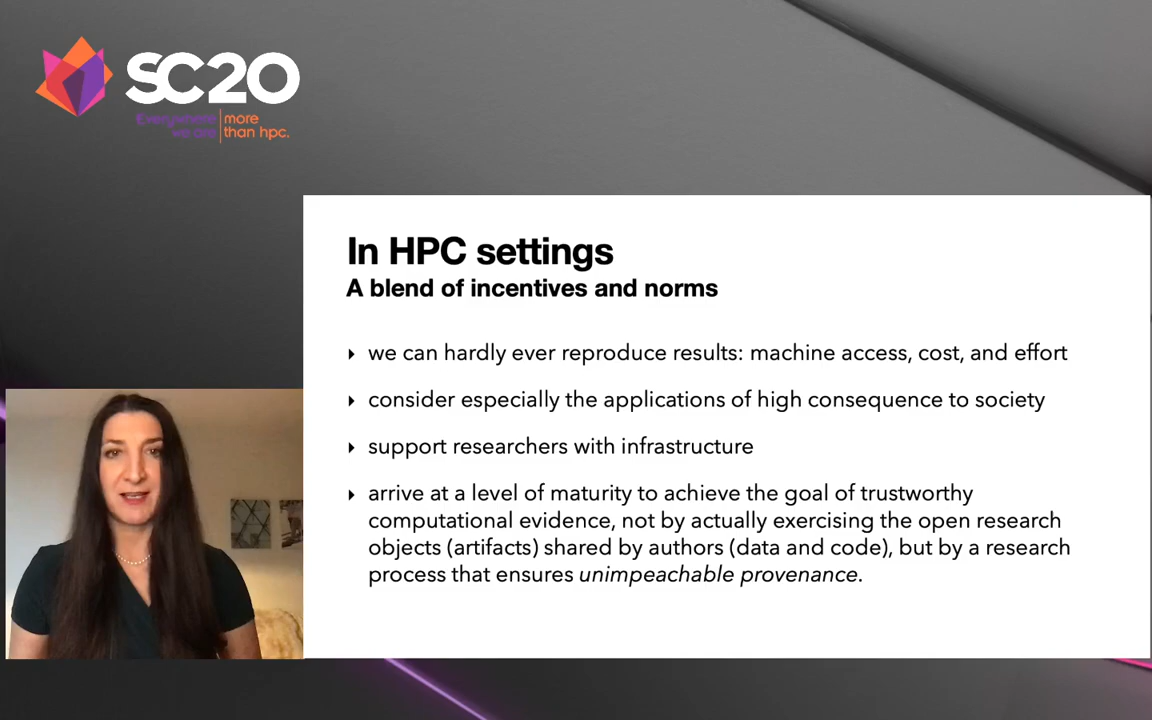 SC20
Everywhere we are | more than hpc.
In HPC settings
A blend of incentives and norms
we can hardly ever reproduce results: machine access, cost, and effort
consider especially the applications of high consequence to society
support researchers with infrastructure
arrive at a level of maturity to achieve the goal of trustworthy
computational evidence, not by actually exercising the open research
objects (artifacts) shared by authors (data and code), but by a research
process that ensures unimpeachable provenance.